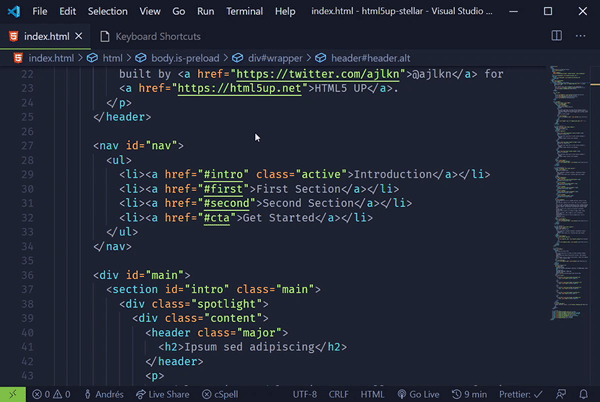 File Edit Selection View Go Run Terminal Help index.html - html5up-stellar - Visual Studio ...
index.html Keyboard Shortcuts
index.html > html > body.is-preload > div#wrapper > header#header.alt
22 built by <a href="https://twitter.com/ajlkn">@ajlkn</a> for
23 <a href="https://html5up.net">HTML5 UP</a>.
24 </p>
25 </header>
26
27 <nav id="nav">
28 <ul>
29 <li><a href="#intro" class="active">Introduction</a></li>
30 <li><a href="#first">First Section</a></li>
31 <li><a href="#second">Second Section</a></li>
32 <li><a href="#cta">Get Started</a></li>
33 </ul>
34 </nav>
35
36 <div id="main">
37 <section id="intro" class="main">
38 <div class="spotlight">
39 <div class="content">
40 <header class="major">
41 <h2>Ipsum sed adipiscing</h2>
42 </header>
43 <p>
0 0 Andrés Live Share cSpell UTF-8 CRLF HTML Go Live 9 min Prettier: ✓